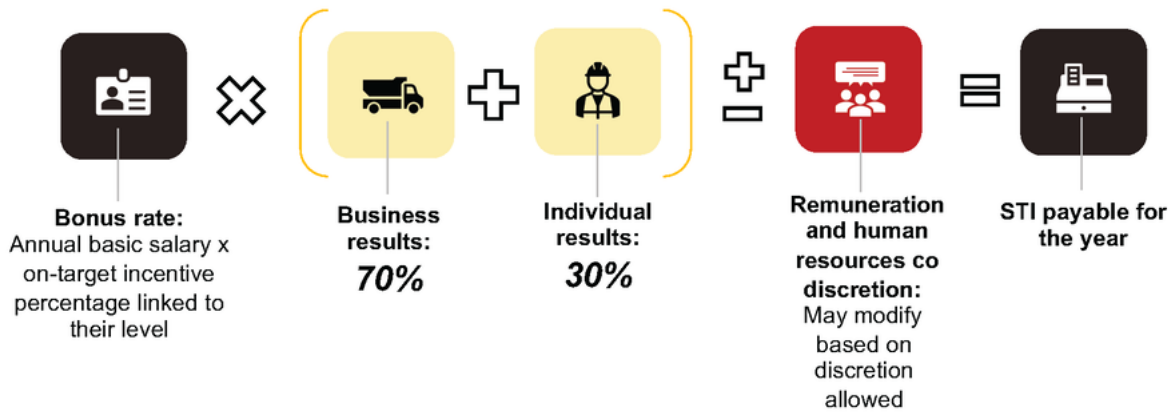 Bonus rate:
Annual basic salary x
on-target incentive
percentage linked to
their level
Business
results:
70%
Individual
results:
30%
Remuneration
and human
resources co
discretion:
May modify
based on
discretion
allowed
STI payable for
the year